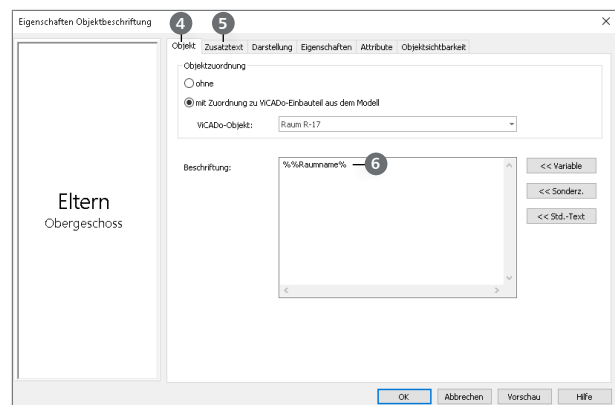 Eigenschaften Objektbeschriftung
4 5
Objekt Zusatztext Darstellung Eigenschaften Attribute Objektsichtbarkeit
Objektzuordnung
ohne
mit Zuordnung zu ViCADo-Einbauteil aus dem Modell
ViCADo-Objekt: Raum R-17
Beschriftung: %%Raumname% 6 << Variable
<< Sonderz.
<< Std.-Text
Eltern
Obergeschoss
OK Abbrechen Vorschau Hilfe